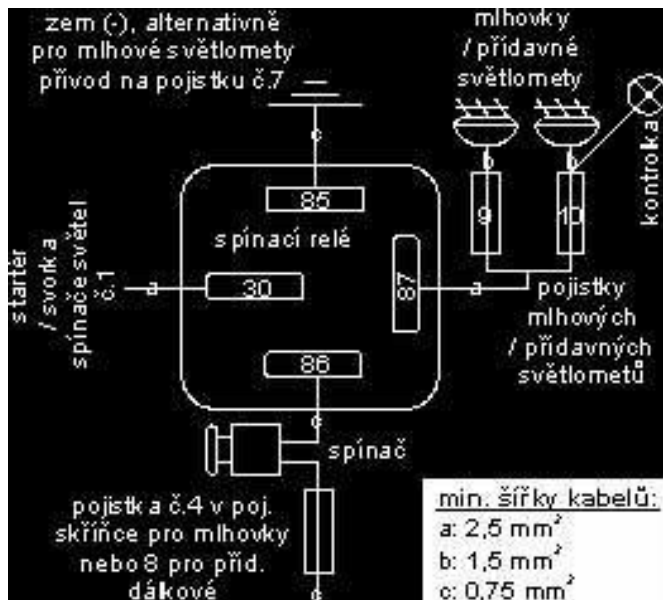 zem (-), alternativně
pro mlhové světlomety
přívod na pojistku č.7
mlhovky
/ přídavné
světlomety
kontrolka
c
b
b
85
9
10
spínací relé
87
startér
/ svorka
spínače světel
č.1
a
30
a
pojistky
mlhových
/ přídavných
světlometů
86
c
spínač
pojistka č.4 v poj.
skříňce pro mlhovky
nebo 8 pro příd.
dákové
c
min. šířky kabelů:
a: 2,5 mm²
b: 1,5 mm²
c: 0,75 mm²